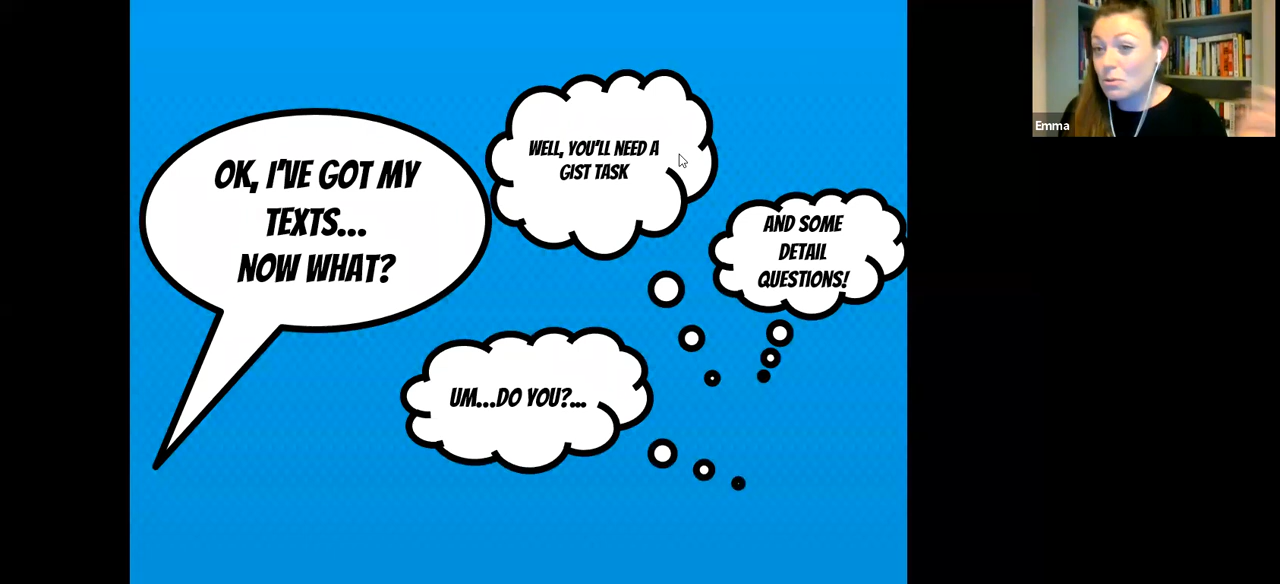 OK, I'VE GOT MY
TEXTS...
NOW WHAT?
WELL, YOU'LL NEED A
GIST TASK
AND SOME
DETAIL
QUESTIONS!
UM...DO YOU?...
Emma